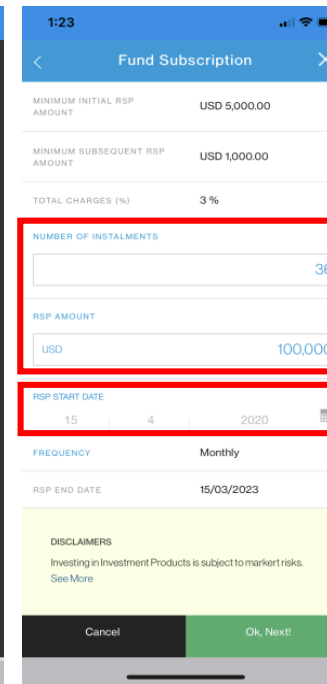 1:23
Fund Subscription
MINIMUM INITIAL RSP
AMOUNT
USD 5,000.00
MINIMUM SUBSEQUENT RSP
AMOUNT
USD 1,000.00
TOTAL CHARGES (%)
3 %
NUMBER OF INSTALMENTS
36
RSP AMOUNT
USD
100,000
RSP START DATE
15
4
2020
FREQUENCY
Monthly
RSP END DATE
15/03/2023
DISCLAIMERS
Investing in Investment Products is subject to markert risks.
See More
Cancel
Ok, Next!